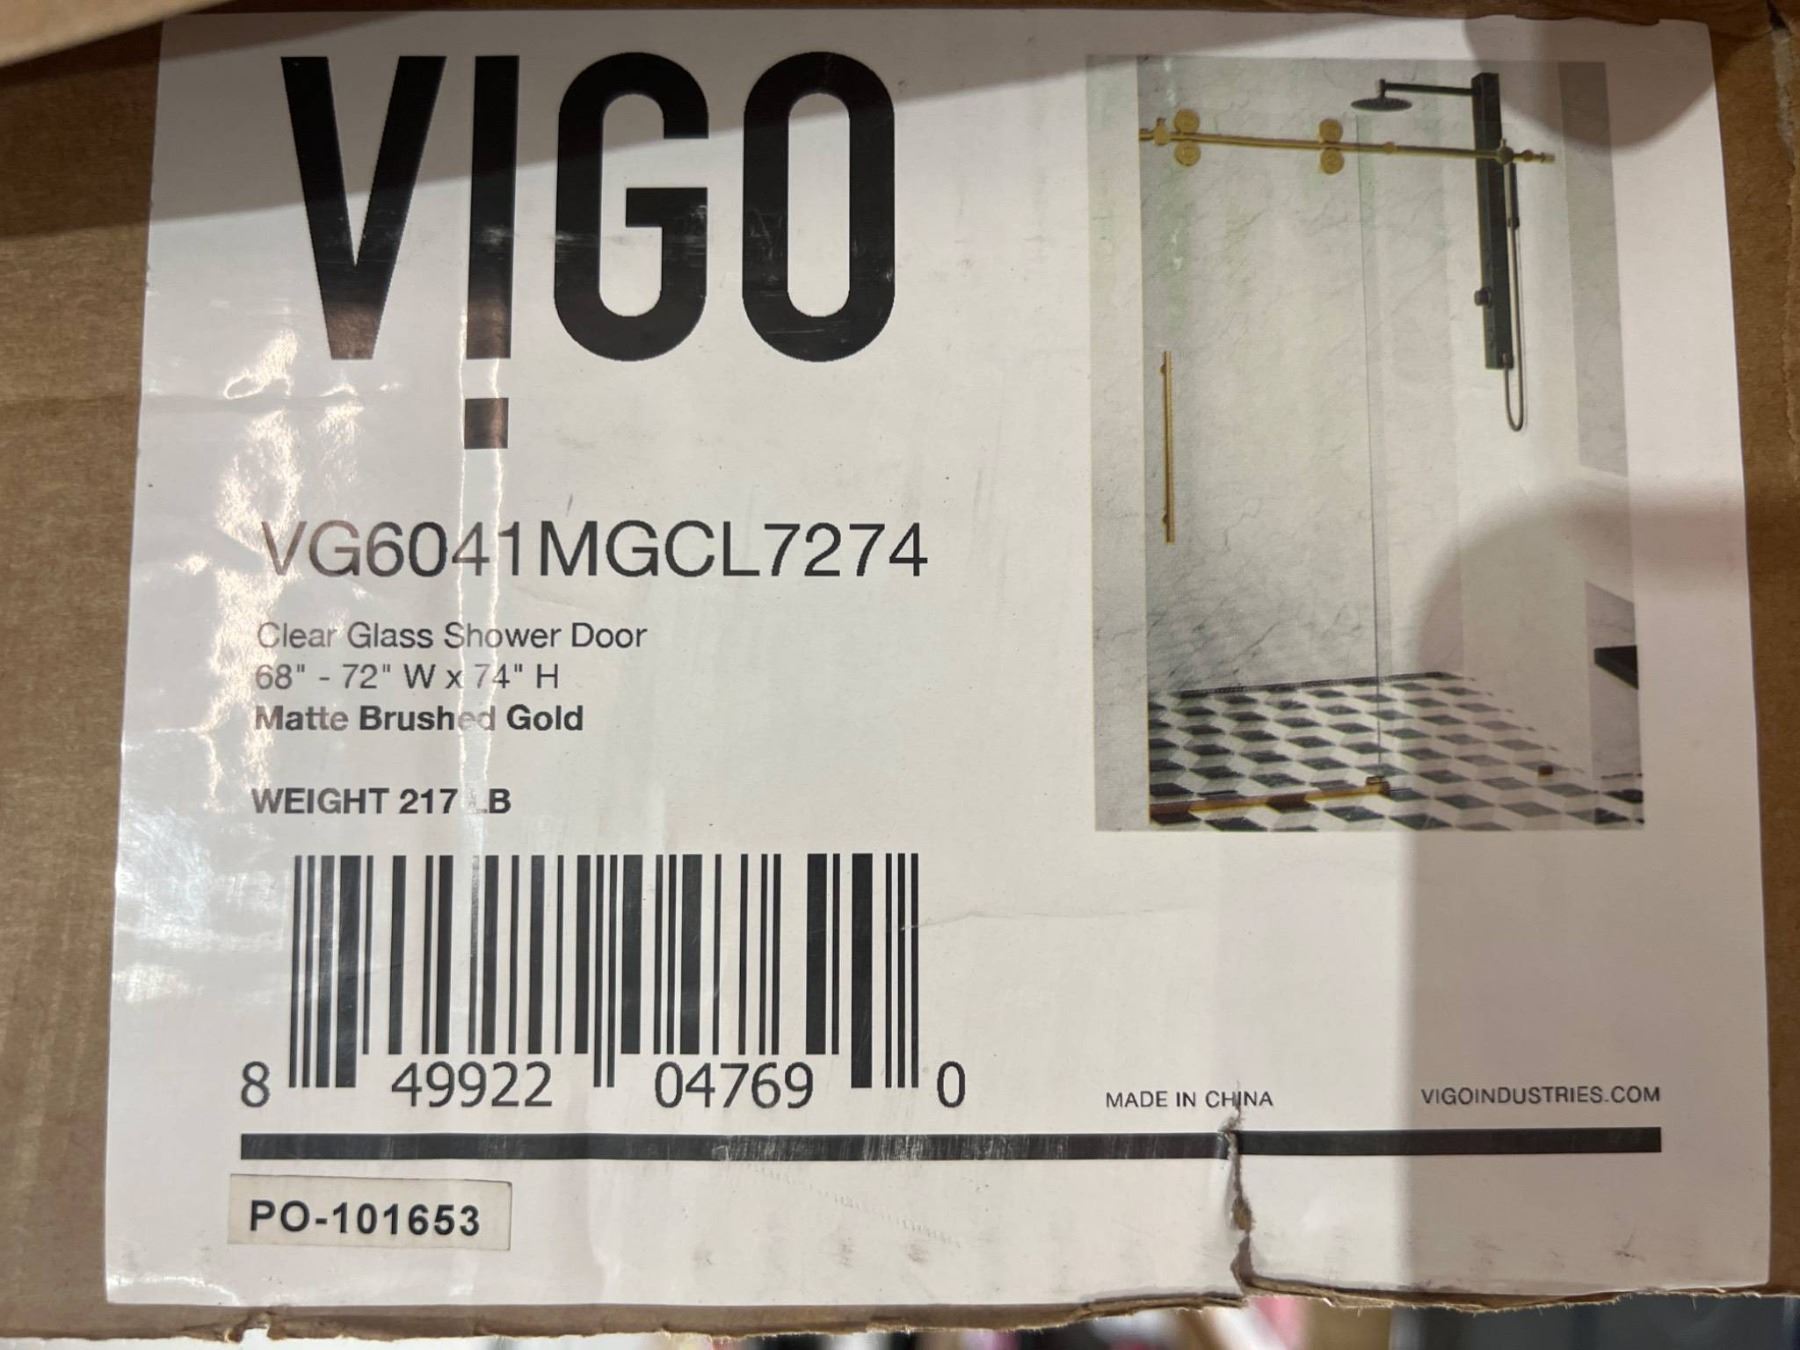 VIGO
VG6041MGCL7274
Clear Glass Shower Door
68" - 72" W x 74" H
Matte Brushed Gold
WEIGHT 217 LB
8 49922 04769 0
MADE IN CHINA
VIGOINDUSTRIES.COM
PO-101653